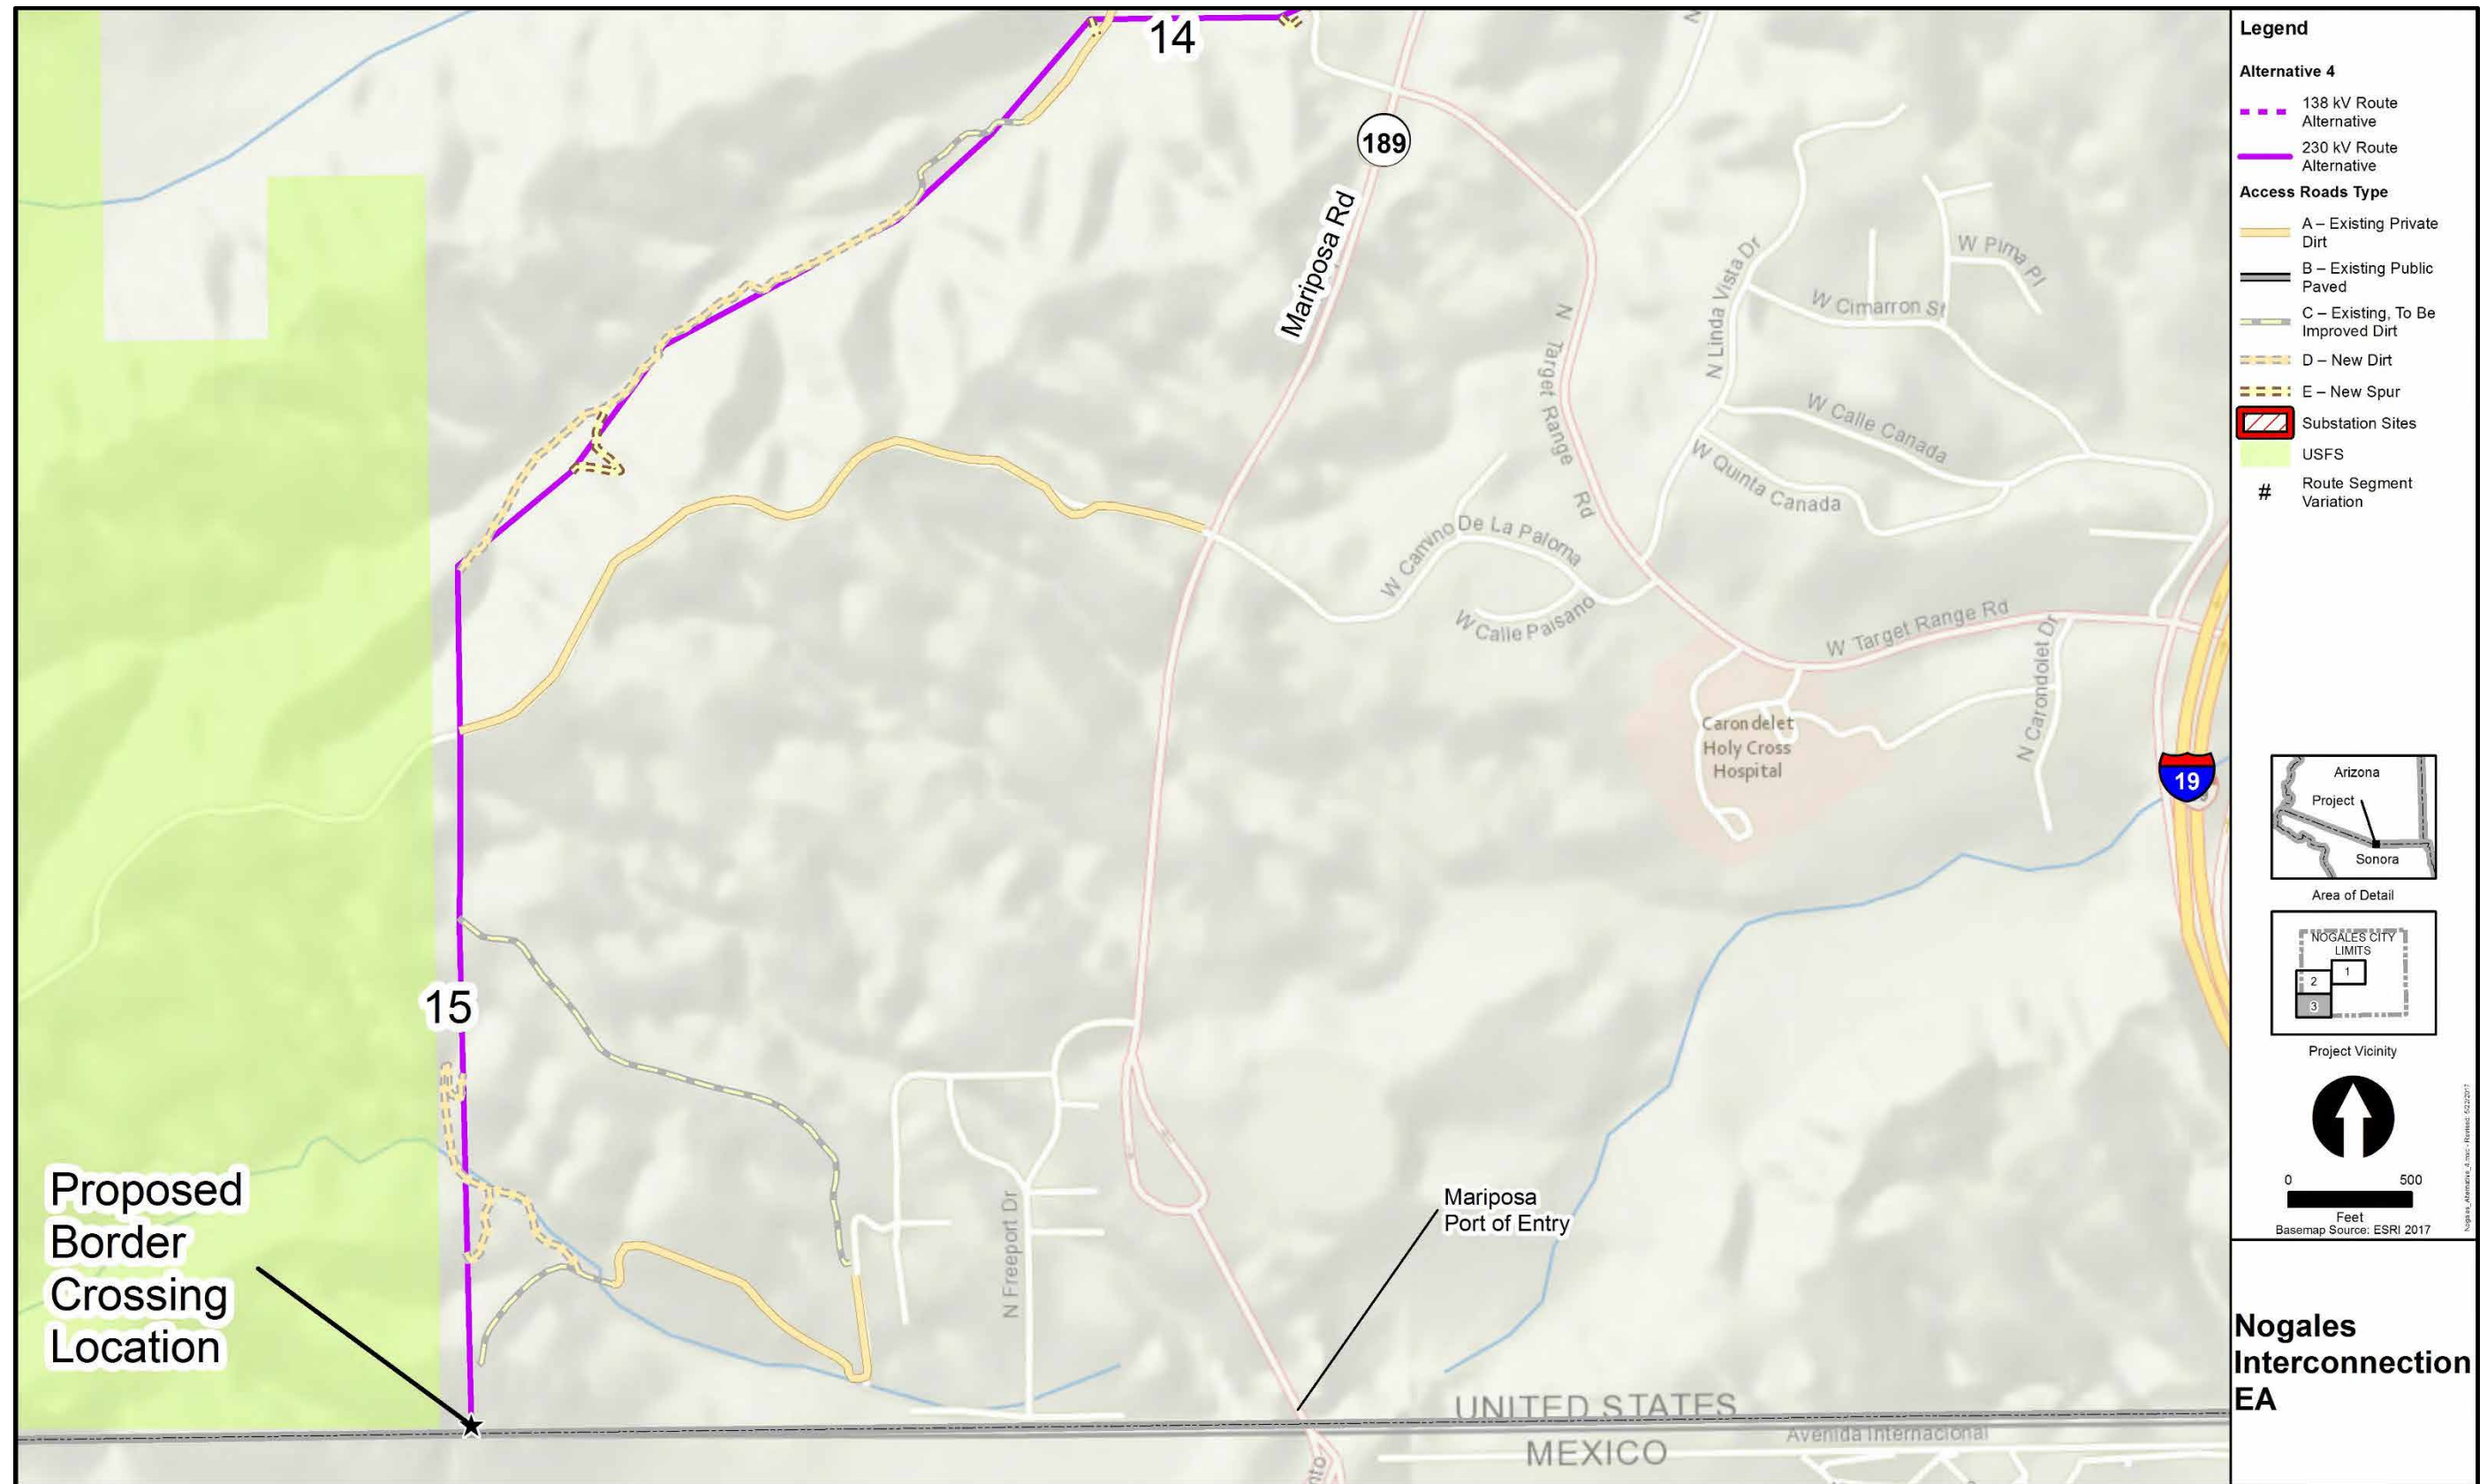 14
189
Mariposa Rd
N Target Range Rd
N Linda Vista Dr
W Pima Pl
W Cimarron St
W Calle Canada
W Quinta Canada
W Camino De La Paloma
W Calle Paisano
W Target Range Rd
N Carondolet Dr
Carondelet
Holy Cross
Hospital
19
15
Proposed
Border
Crossing
Location
N Freeport Dr
Mariposa
Port of Entry
UNITED STATES
MEXICO
Avenida Internacional
Legend
Alternative 4
138 kV Route
Alternative
230 kV Route
Alternative
Access Roads Type
A – Existing Private
Dirt
B – Existing Public
Paved
C – Existing, To Be
Improved Dirt
D – New Dirt
E – New Spur
Substation Sites
USFS
# Route Segment
Variation
Arizona
Project
Sonora
Area of Detail
NOGALES CITY
LIMITS
1
2
3
Project Vicinity
0 500
Feet
Basemap Source: ESRI 2017
Nogales
Interconnection
EA